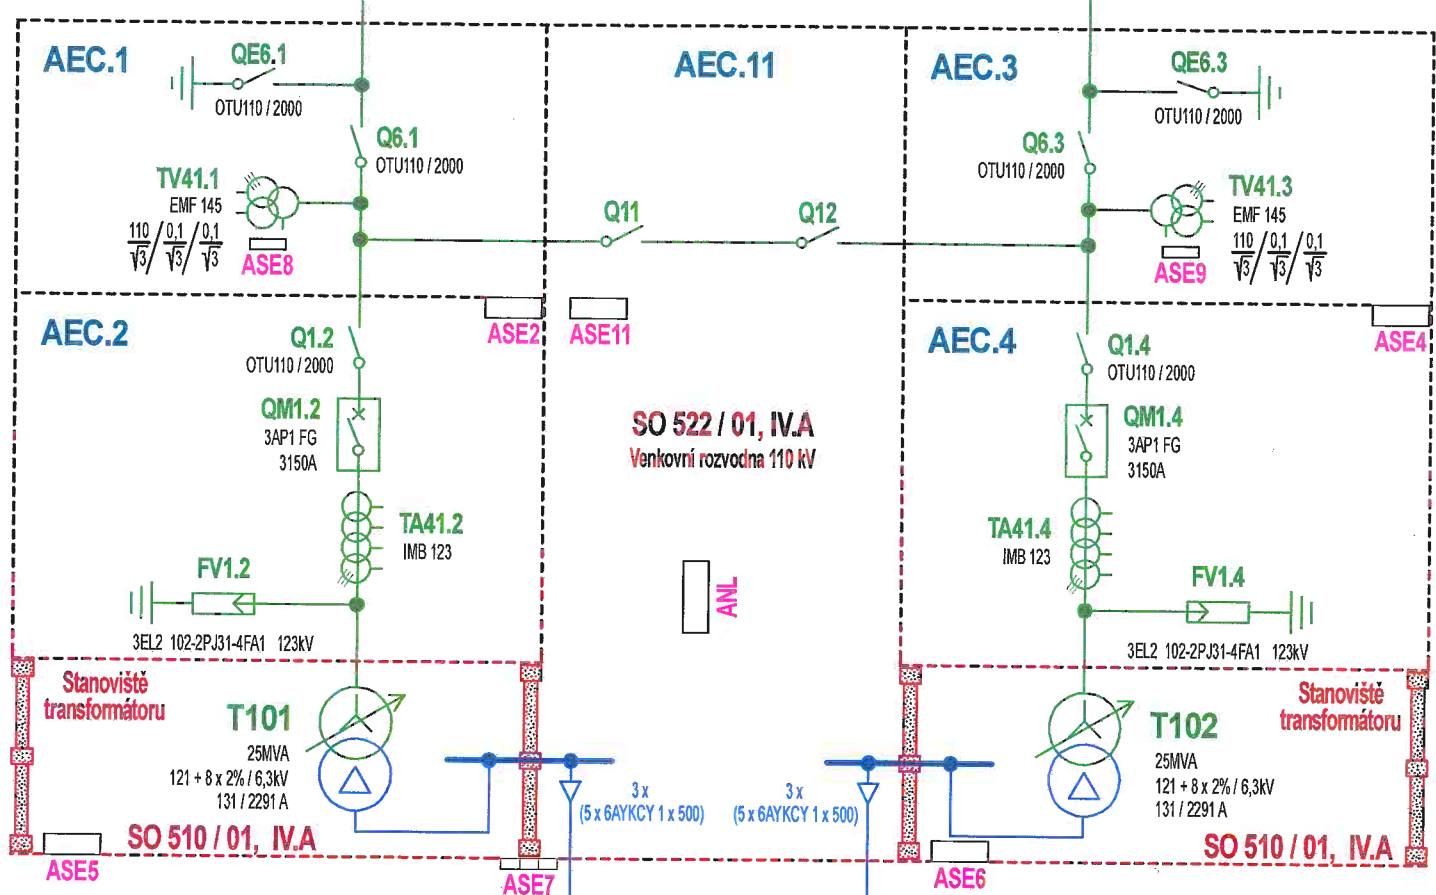 AEC.1
QE6.1
OTU110 / 2000
Q6.1
OTU110 / 2000
TV41.1
EMF 145
110/√3 / 0,1/√3 / 0,1/√3
ASE8
AEC.11
Q11
Q12
AEC.3
QE6.3
OTU110 / 2000
Q6.3
OTU110 / 2000
TV41.3
EMF 145
110/√3 / 0,1/√3 / 0,1/√3
ASE9
AEC.2
ASE2
ASE11
Q1.2
OTU110 / 2000
QM1.2
3AP1 FG
3150A
TA41.2
IMB 123
FV1.2
3EL2 102-2PJ31-4FA1 123kV
SO 522 / 01, IV.A
Venkovní rozvodna 110 kV
ANL
AEC.4
ASE4
Q1.4
OTU110 / 2000
QM1.4
3AP1 FG
3150A
TA41.4
IMB 123
FV1.4
3EL2 102-2PJ31-4FA1 123kV
Stanoviště
transformátoru
T101
25MVA
121 + 8 x 2% / 6,3kV
131 / 2291 A
SO 510 / 01, IV.A
ASE5
ASE7
3 x
(5 x 6AYKCY 1 x 500)
3 x
(5 x 6AYKCY 1 x 500)
Stanoviště
transformátoru
T102
25MVA
121 + 8 x 2% / 6,3kV
131 / 2291 A
SO 510 / 01, IV.A
ASE6